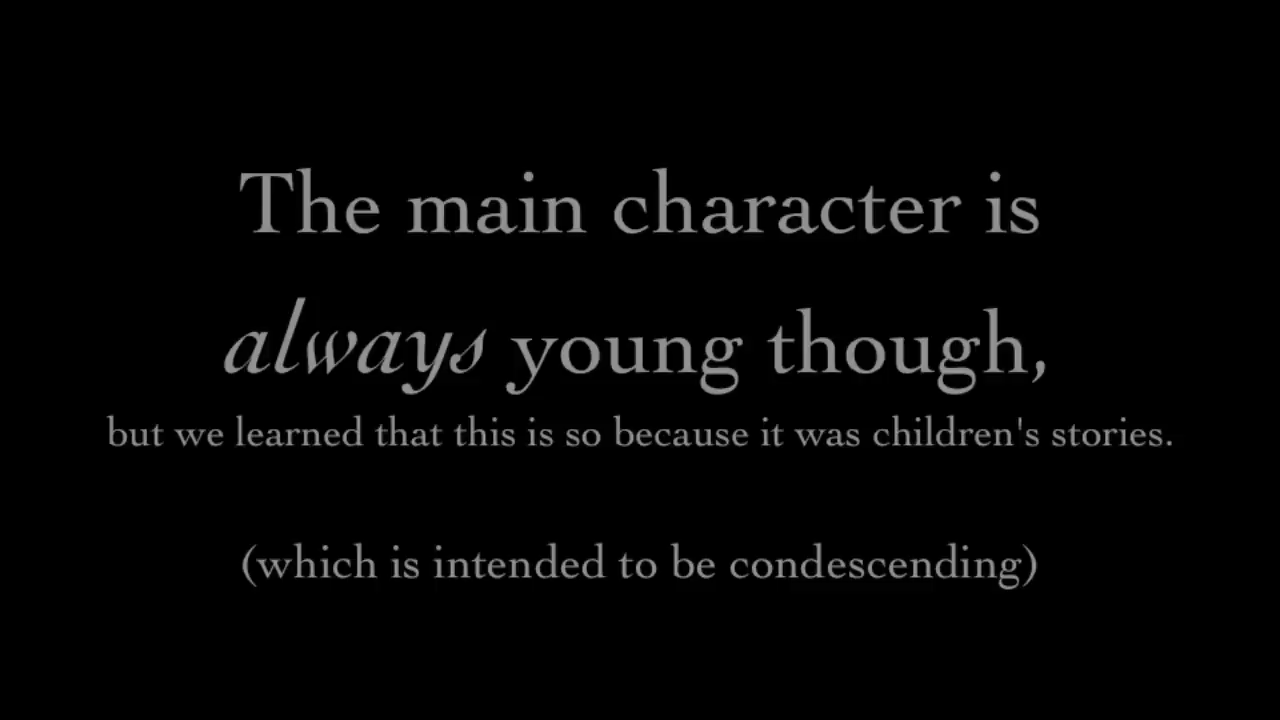 The main character is
always young though,
but we learned that this is so because it was children's stories.
(which is intended to be condescending)